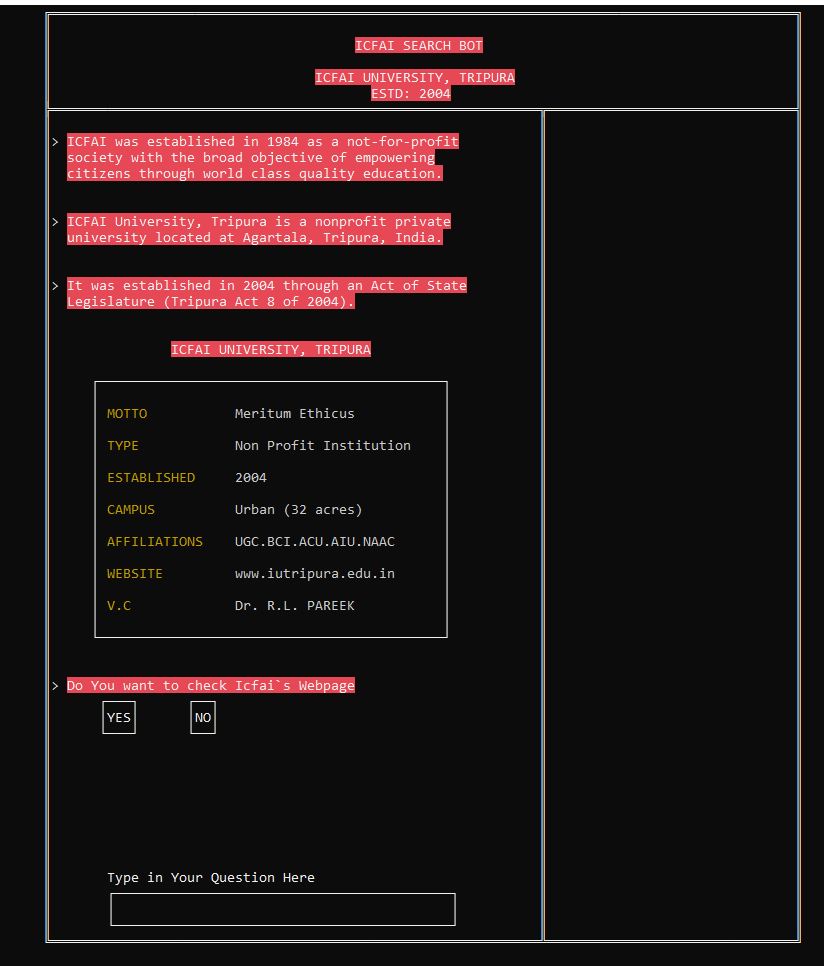 ICFAI SEARCH BOT
ICFAI UNIVERSITY, TRIPURA
ESTD: 2004
> ICFAI was established in 1984 as a not-for-profit
society with the broad objective of empowering
citizens through world class quality education.
> ICFAI University, Tripura is a nonprofit private
university located at Agartala, Tripura, India.
> It was established in 2004 through an Act of State
Legislature (Tripura Act 8 of 2004).
ICFAI UNIVERSITY, TRIPURA
MOTTO Meritum Ethicus
TYPE Non Profit Institution
ESTABLISHED 2004
CAMPUS Urban (32 acres)
AFFILIATIONS UGC.BCI.ACU.AIU.NAAC
WEBSITE www.iutripura.edu.in
V.C Dr. R.L. PAREEK
> Do You want to check Icfai`s Webpage
YES NO
Type in Your Question Here